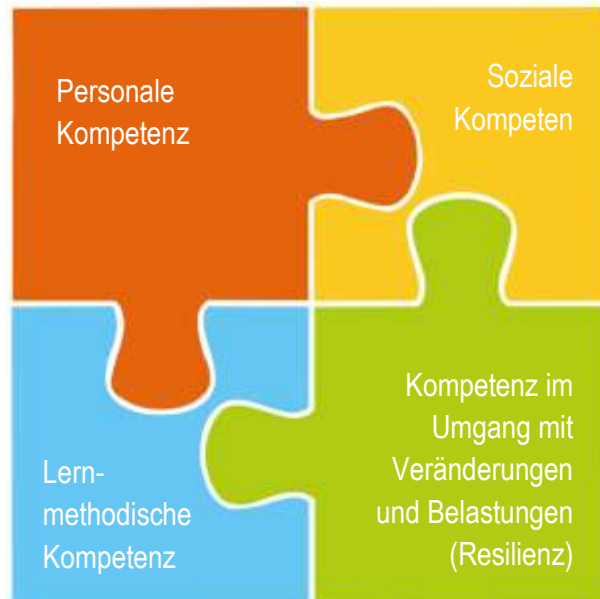 Personale
Kompetenz
Soziale
Kompeten
Lern-
methodische
Kompetenz
Kompetenz im
Umgang mit
Veränderungen
und Belastungen
(Resilienz)